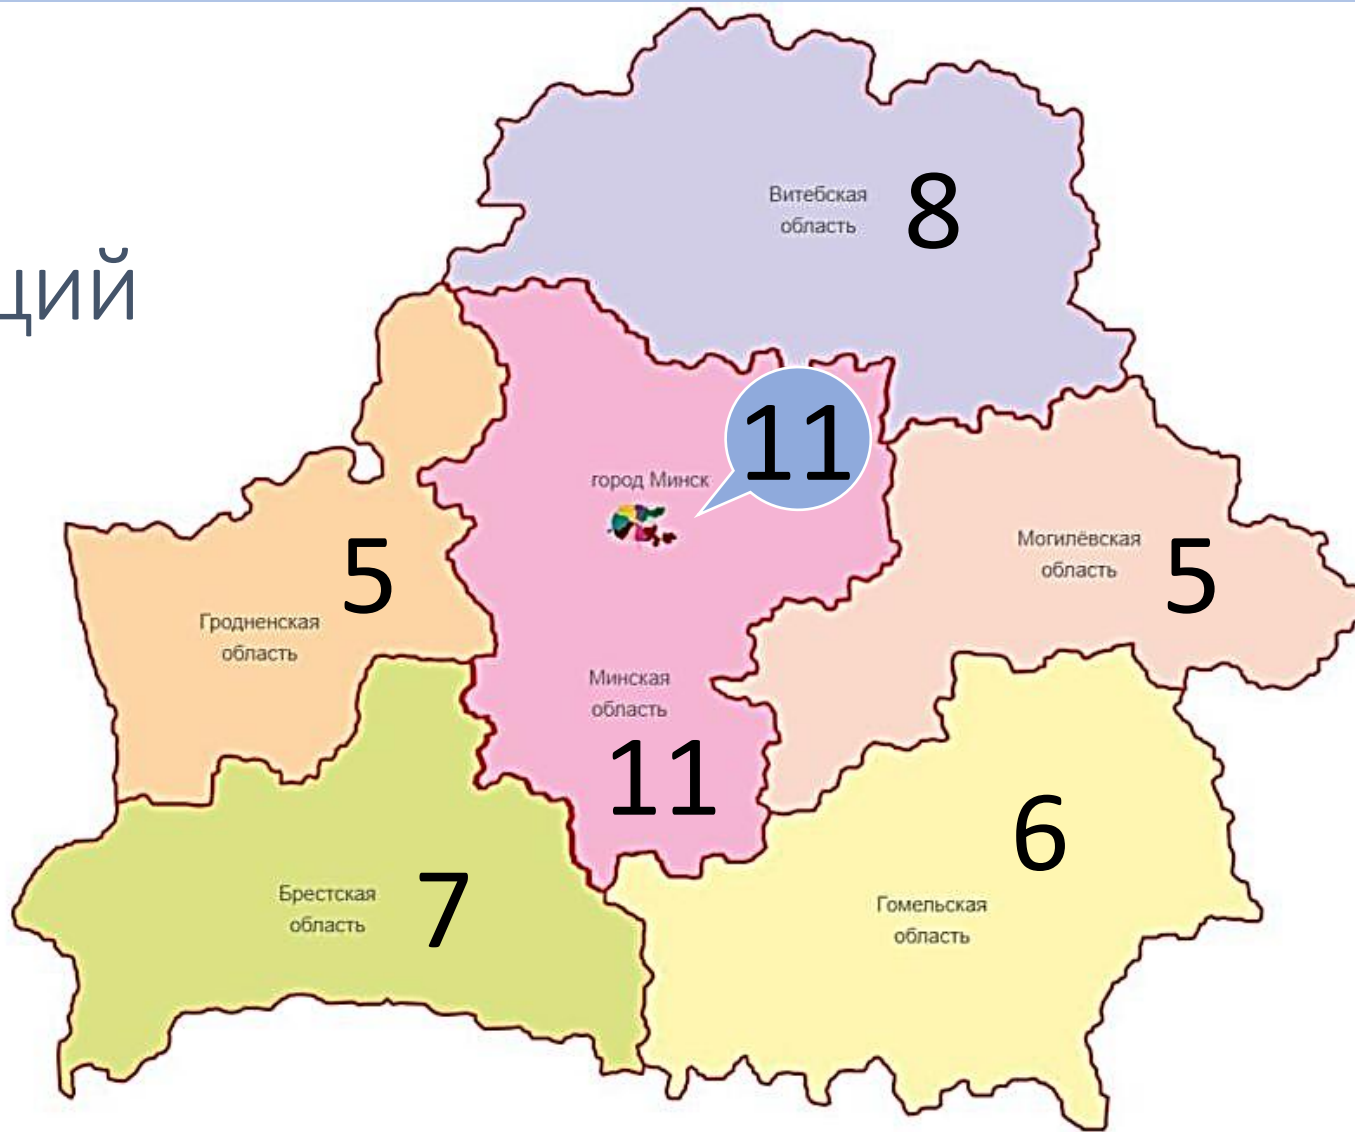 Витебская
область
8
ций
11
город Минск
Могилёвская
область
5
5
Гродненская
область
Минская
область
11
6
Брестская
область
7
Гомельская
область